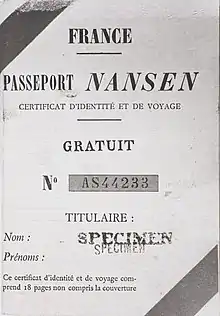 FRANCE
PASSEPORT NANSEN
CERTIFICAT D'IDENTITÉ ET DE VOYAGE
GRATUIT
No AS44233
TITULAIRE :
Nom : SPECIMEN
SPECIMEN
Prénoms :
Ce certificat d'identité et de voyage com-
prend 18 pages non compris la couverture